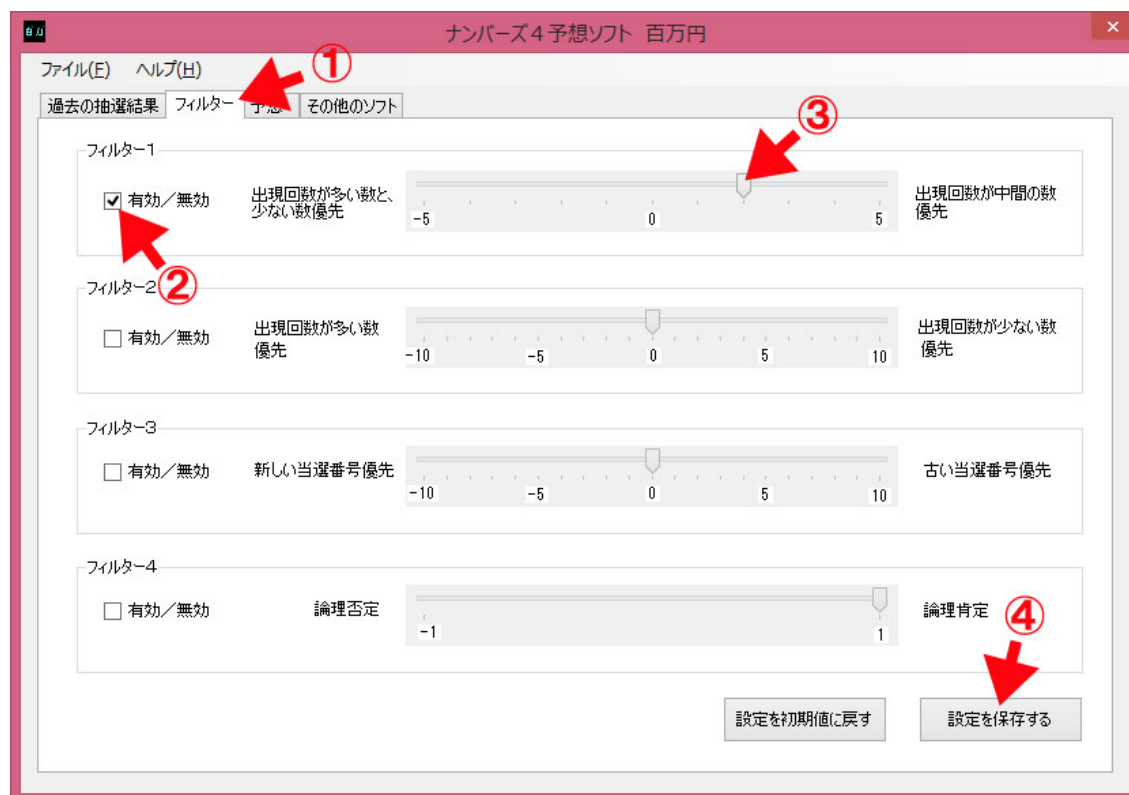 ナンバーズ4予想ソフト 百万円
×
ファイル(F) ヘルプ(H)
①
過去の抽選結果 フィルター 予想 その他のソフト
③
フィルター1
有効/無効
出現回数が多い数と、
少ない数優先
-5 0 5
出現回数が中間の数
優先
②
フィルター2
有効/無効
出現回数が多い数
優先
-10 -5 0 5 10
出現回数が少ない数
優先
フィルター3
有効/無効
新しい当選番号優先
-10 -5 0 5 10
古い当選番号優先
フィルター4
有効/無効
論理否定
-1 1
論理肯定
④
設定を初期値に戻す 設定を保存する